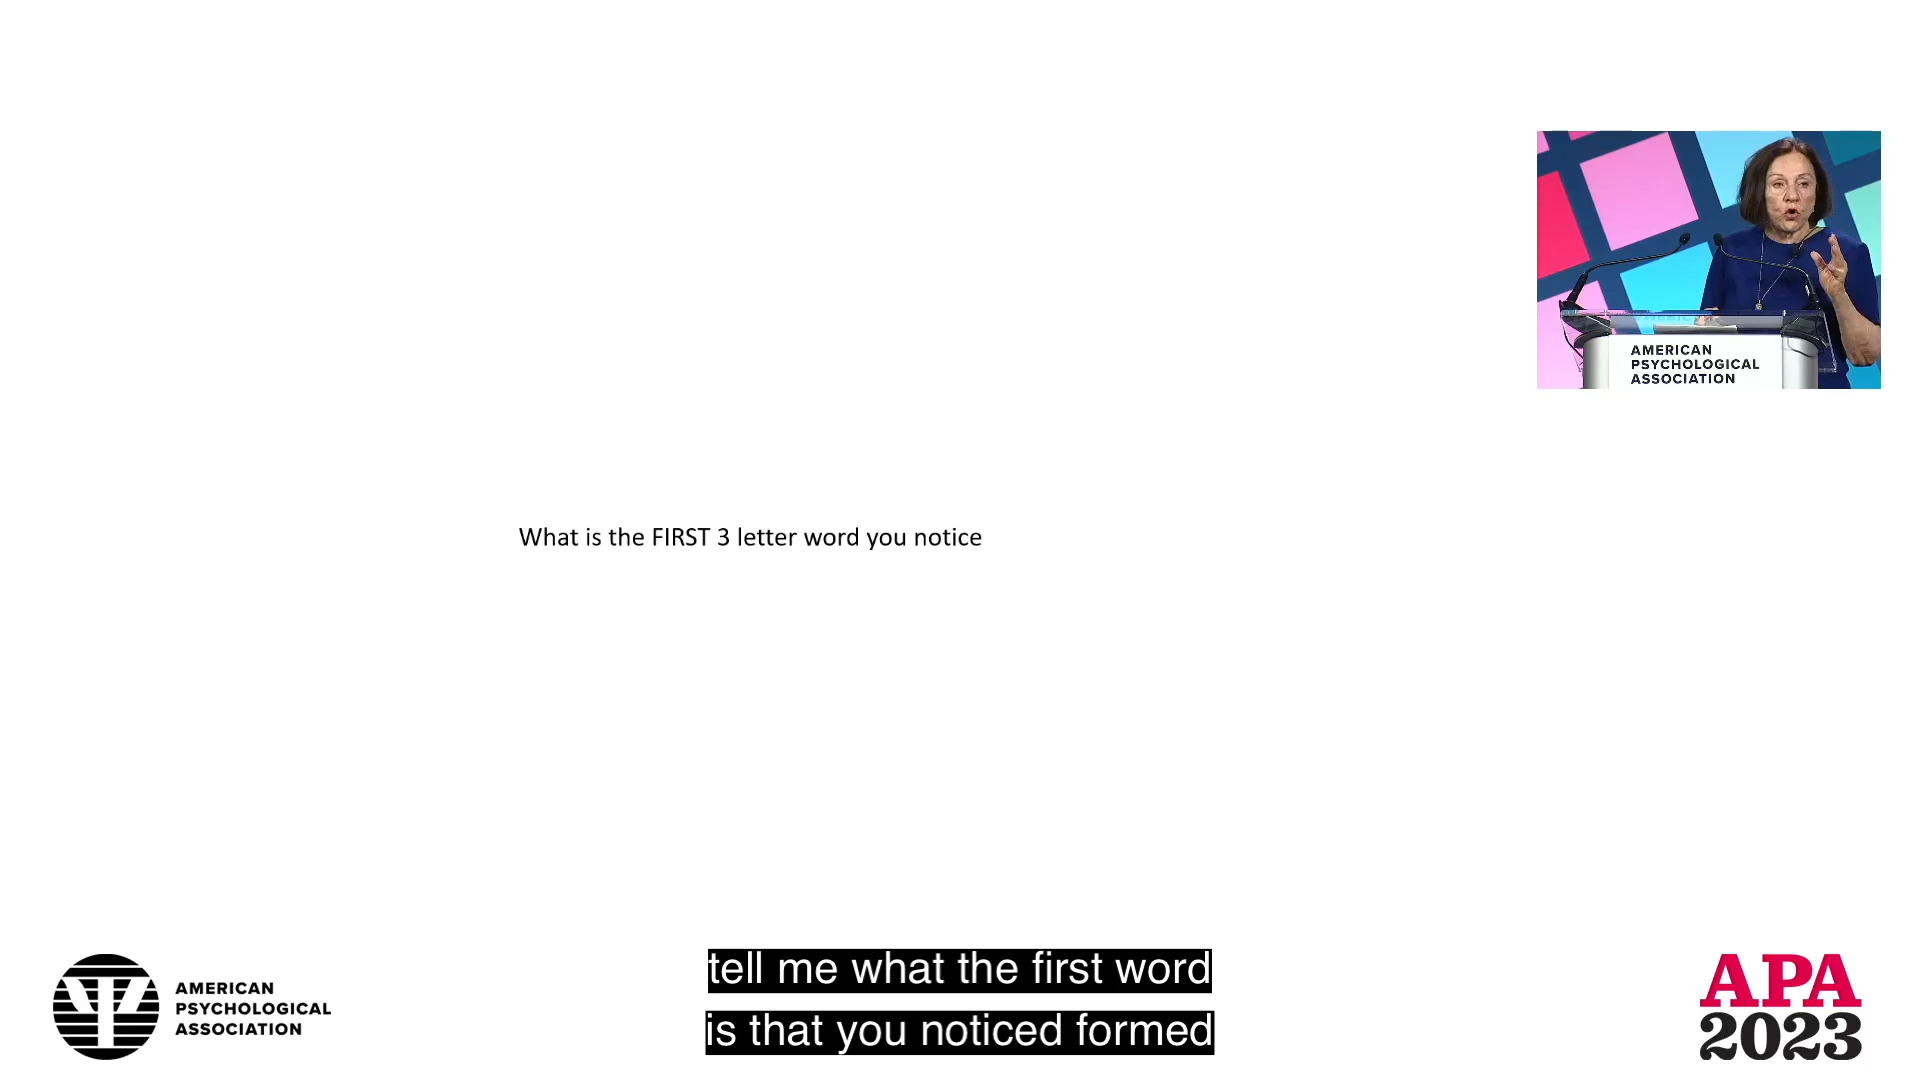 AMERICAN
PSYCHOLOGICAL
ASSOCIATION
What is the FIRST 3 letter word you notice
tell me what the first word
is that you noticed formed
AMERICAN
PSYCHOLOGICAL
ASSOCIATION
APA
2023